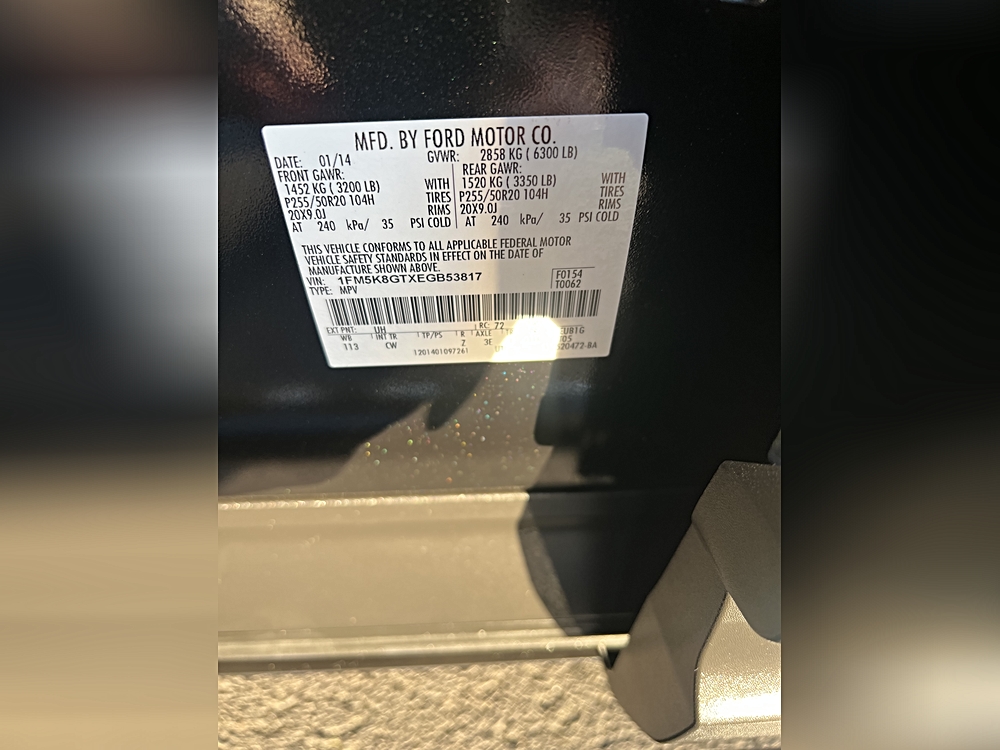 MFD. BY FORD MOTOR CO.
DATE: 01/14 GVWR: 2858 KG ( 6300 LB)
FRONT GAWR: REAR GAWR:
1452 KG ( 3200 LB) WITH 1520 KG ( 3350 LB) WITH
P255/50R20 104H TIRES P255/50R20 104H TIRES
20X9.0J RIMS 20X9.0J RIMS
AT 240 kPa/ 35 PSI COLD AT 240 kPa/ 35 PSI COLD
THIS VEHICLE CONFORMS TO ALL APPLICABLE FEDERAL MOTOR
VEHICLE SAFETY STANDARDS IN EFFECT ON THE DATE OF
MANUFACTURE SHOWN ABOVE.
VIN: 1FM5K8GTXEGB53817 F0154
TYPE: MPV T0062
EXT PNT: UH RC: 72
WB INT TR TP/PS R AXLE
113 CW Z 3E
1201401097261